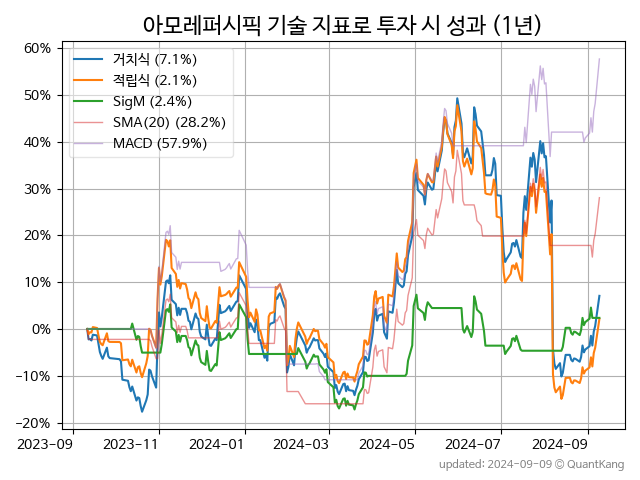 아모레퍼시픽 기술 지표로 투자 시 성과 (1년)
60%
50%
40%
30%
20%
10%
0%
−10%
−20%
거치식 (7.1%)
적립식 (2.1%)
SigM (2.4%)
SMA(20) (28.2%)
MACD (57.9%)
2023-09
2023-11
2024-01
2024-03
2024-05
2024-07
2024-09
updated: 2024-09-09 © QuantKang